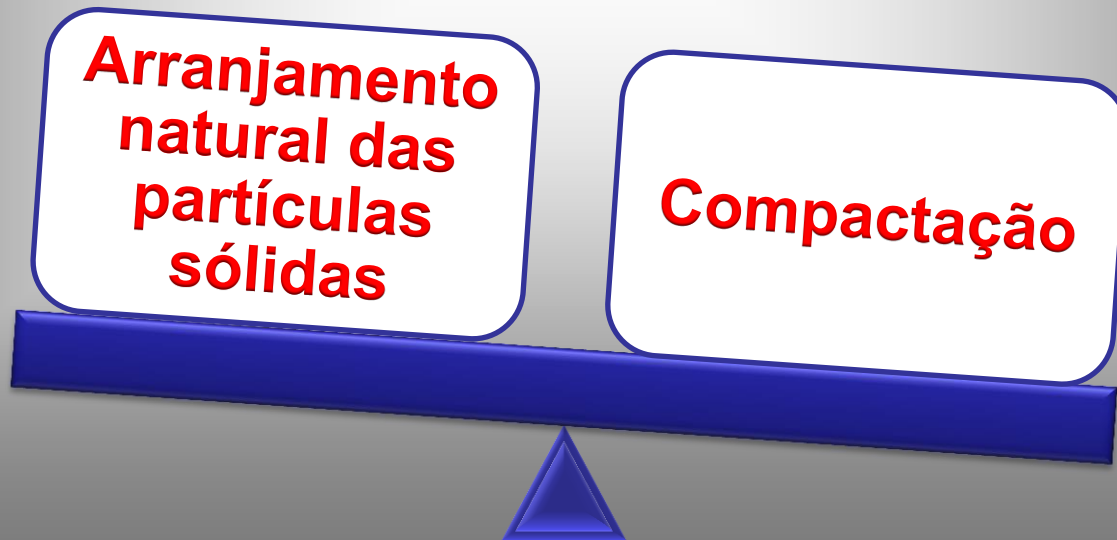 Arranjamento
natural das
partículas
sólidas
Compactação